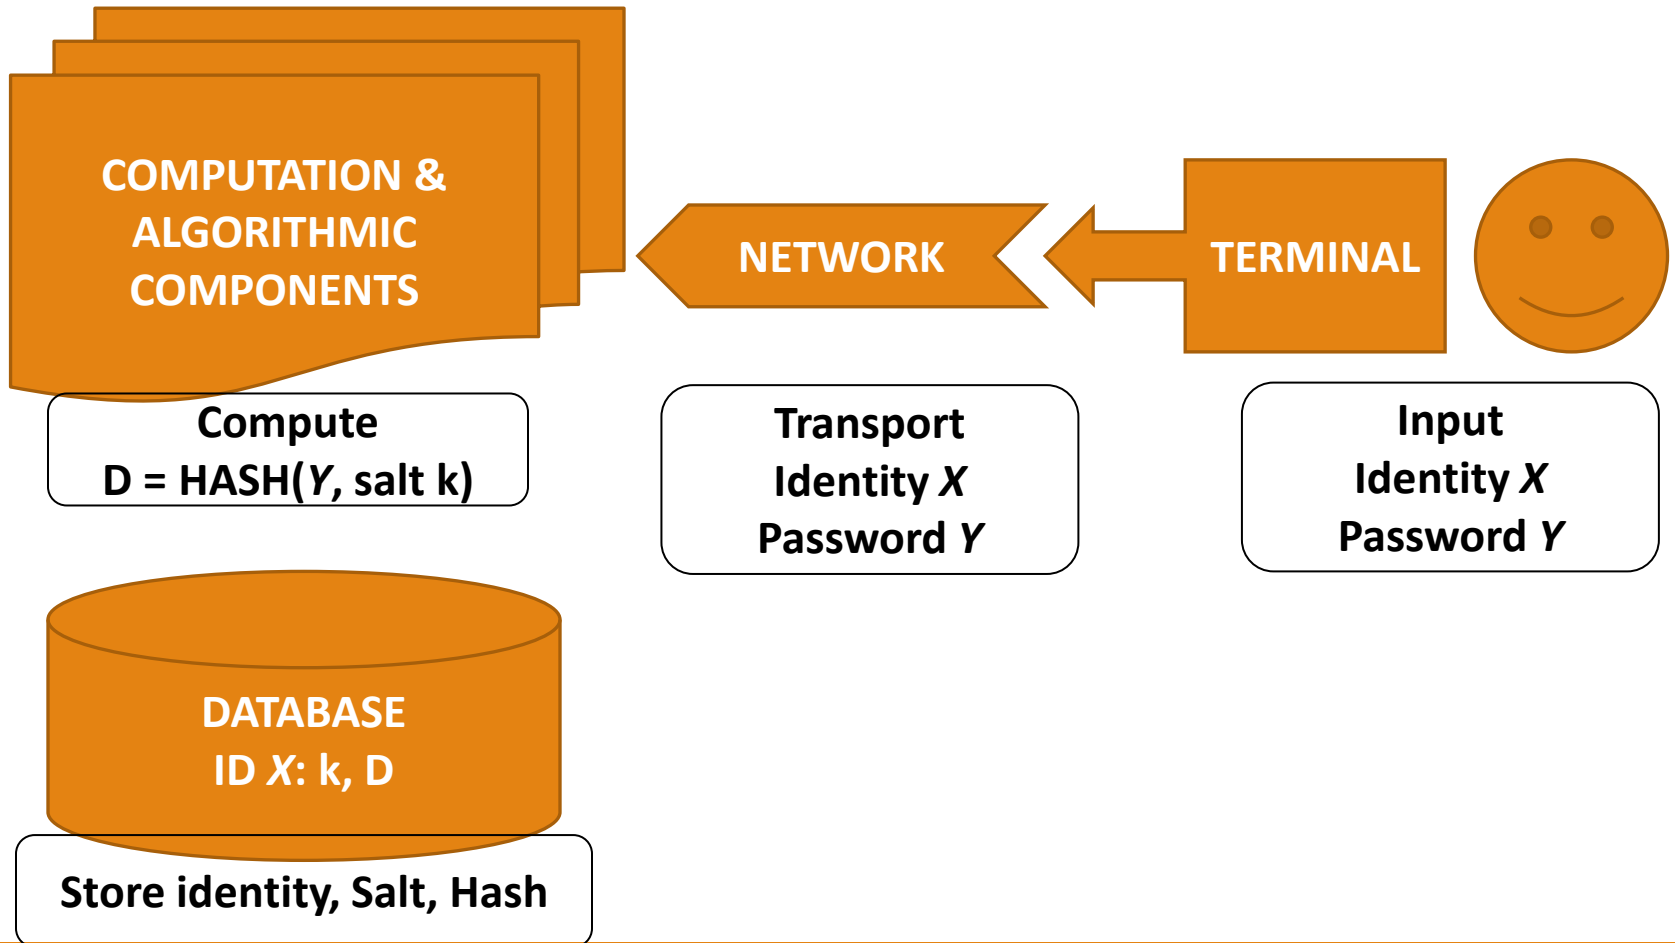 COMPUTATION &
ALGORITHMIC
COMPONENTS
NETWORK
TERMINAL
Compute
D = HASH(Y, salt k)
Transport
Identity X
Password Y
Input
Identity X
Password Y
DATABASE
ID X: k, D
Store identity, Salt, Hash